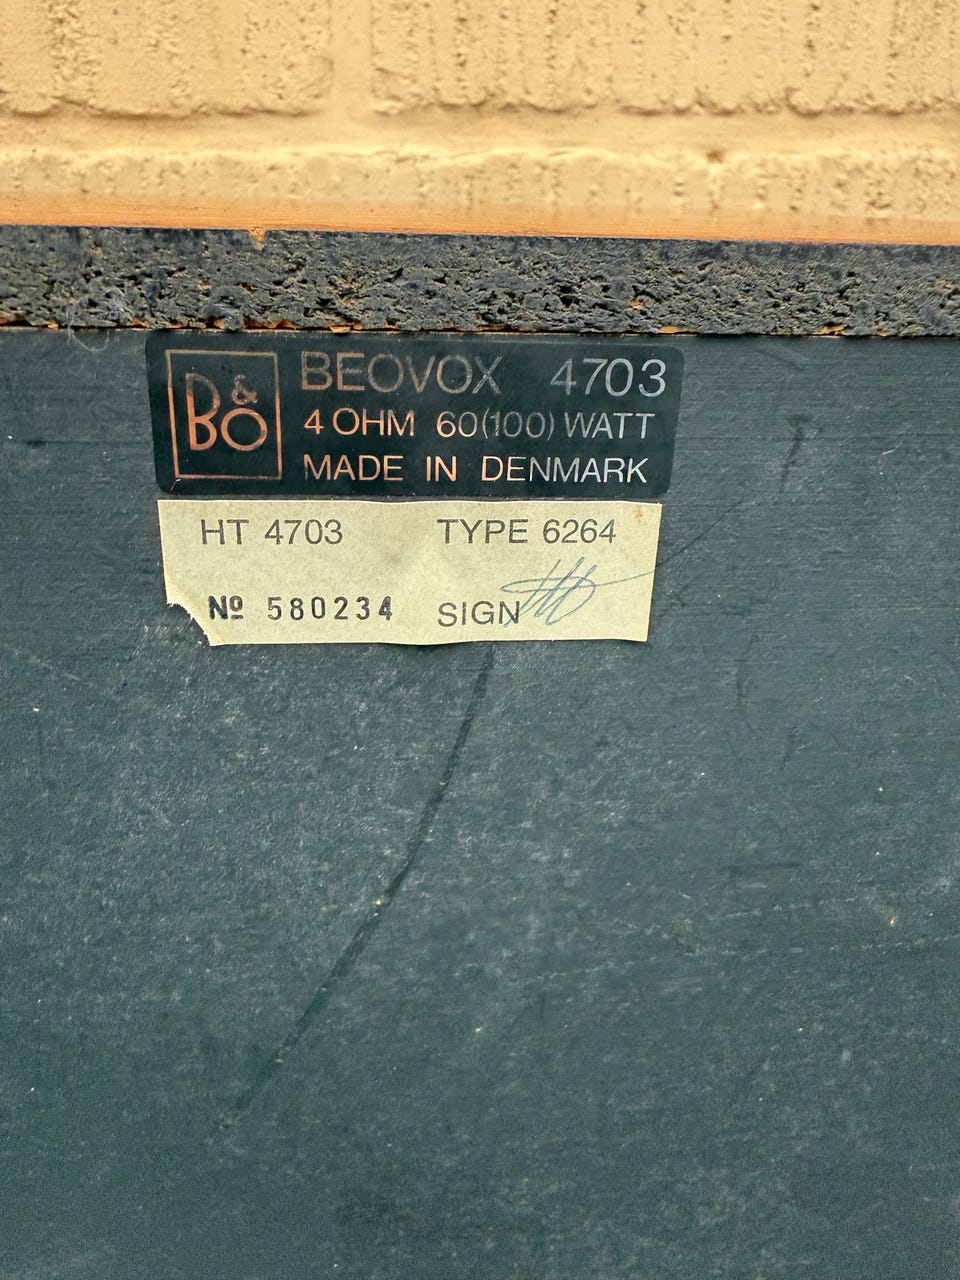 B&O
BEOVOX 4703
4 OHM 60(100) WATT
MADE IN DENMARK
HT 4703 TYPE 6264
Nº 580234 SIGN